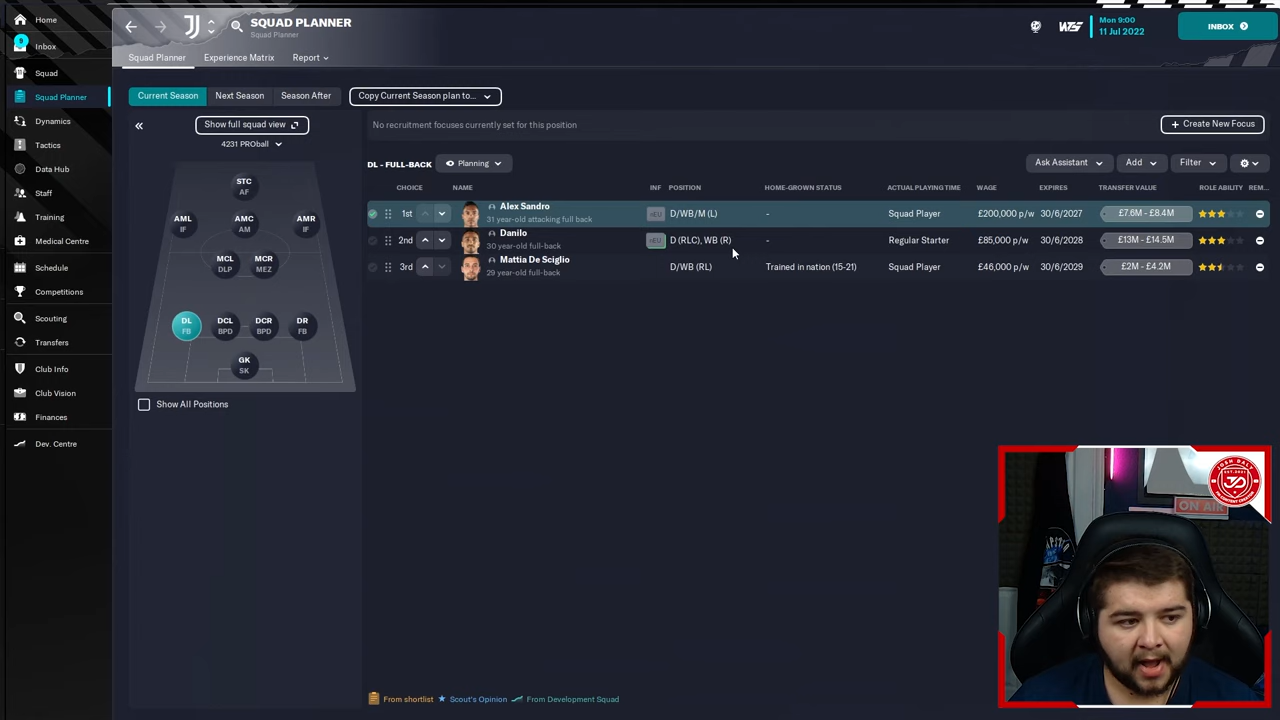 Home
9
Inbox
Squad
Squad Planner
Dynamics
Tactics
Data Hub
Staff
Training
Medical Centre
Schedule
Competitions
Scouting
Transfers
Club Info
Club Vision
Finances
Dev. Centre
SQUAD PLANNER
Squad Planner
Mon 9:00
11 Jul 2022
INBOX
Squad Planner Experience Matrix Report
Current Season Next Season Season After Copy Current Season plan to...
Show full squad view
4231 PROball
STC
AF
AML
IF
AMC
AM
AMR
IF
MCL
DLP
MCR
MEZ
DL
FB
DCL
BPD
DCR
BPD
DR
FB
GK
SK
Show All Positions
No recruitment focuses currently set for this position
+ Create New Focus
DL - FULL-BACK Planning Ask Assistant Add Filter
CHOICE NAME INF POSITION HOME-GROWN STATUS ACTUAL PLAYING TIME WAGE EXPIRES TRANSFER VALUE ROLE ABILITY REM...
1st Alex Sandro D/WB/M (L) - Squad Player £200,000 p/w 30/6/2027 £7.6M - £8.4M
31 year-old attacking full back
2nd Danilo D (RLC), WB (R) - Regular Starter £85,000 p/w 30/6/2028 £13M - £14.5M
30 year-old full-back
3rd Mattia De Sciglio D/WB (RL) Trained in nation (15-21) Squad Player £46,000 p/w 30/6/2029 £2M - £4.2M
29 year-old full-back
From shortlist Scout's Opinion From Development Squad
JOSH DALY
EST. 2021
JD
FM CONTENT CREATOR
ON AIR